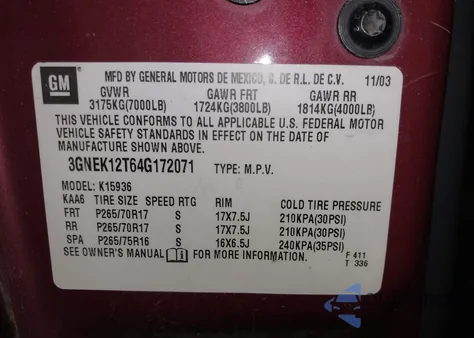 GM
MFD BY GENERAL MOTORS DE MEXICO, S. DE R.L. DE C.V. 11/03
GVWR GAWR FRT GAWR RR
3175KG(7000LB) 1724KG(3800LB) 1814KG(4000LB)
THIS VEHICLE CONFORMS TO ALL APPLICABLE U.S. FEDERAL MOTOR
VEHICLE SAFETY STANDARDS IN EFFECT ON THE DATE OF
MANUFACTURE SHOWN ABOVE.
3GNEK12T64G172071 TYPE: M.P.V.
MODEL: K15936
KAA6 TIRE SIZE SPEED RTG RIM COLD TIRE PRESSURE
FRT P265/70R17 S 17X7.5J 210KPA(30PSI)
RR P265/70R17 S 17X7.5J 210KPA(30PSI)
SPA P265/75R16 S 16X6.5J 240KPA(35PSI)
SEE OWNER'S MANUAL FOR MORE INFORMATION.
F 411
T 336